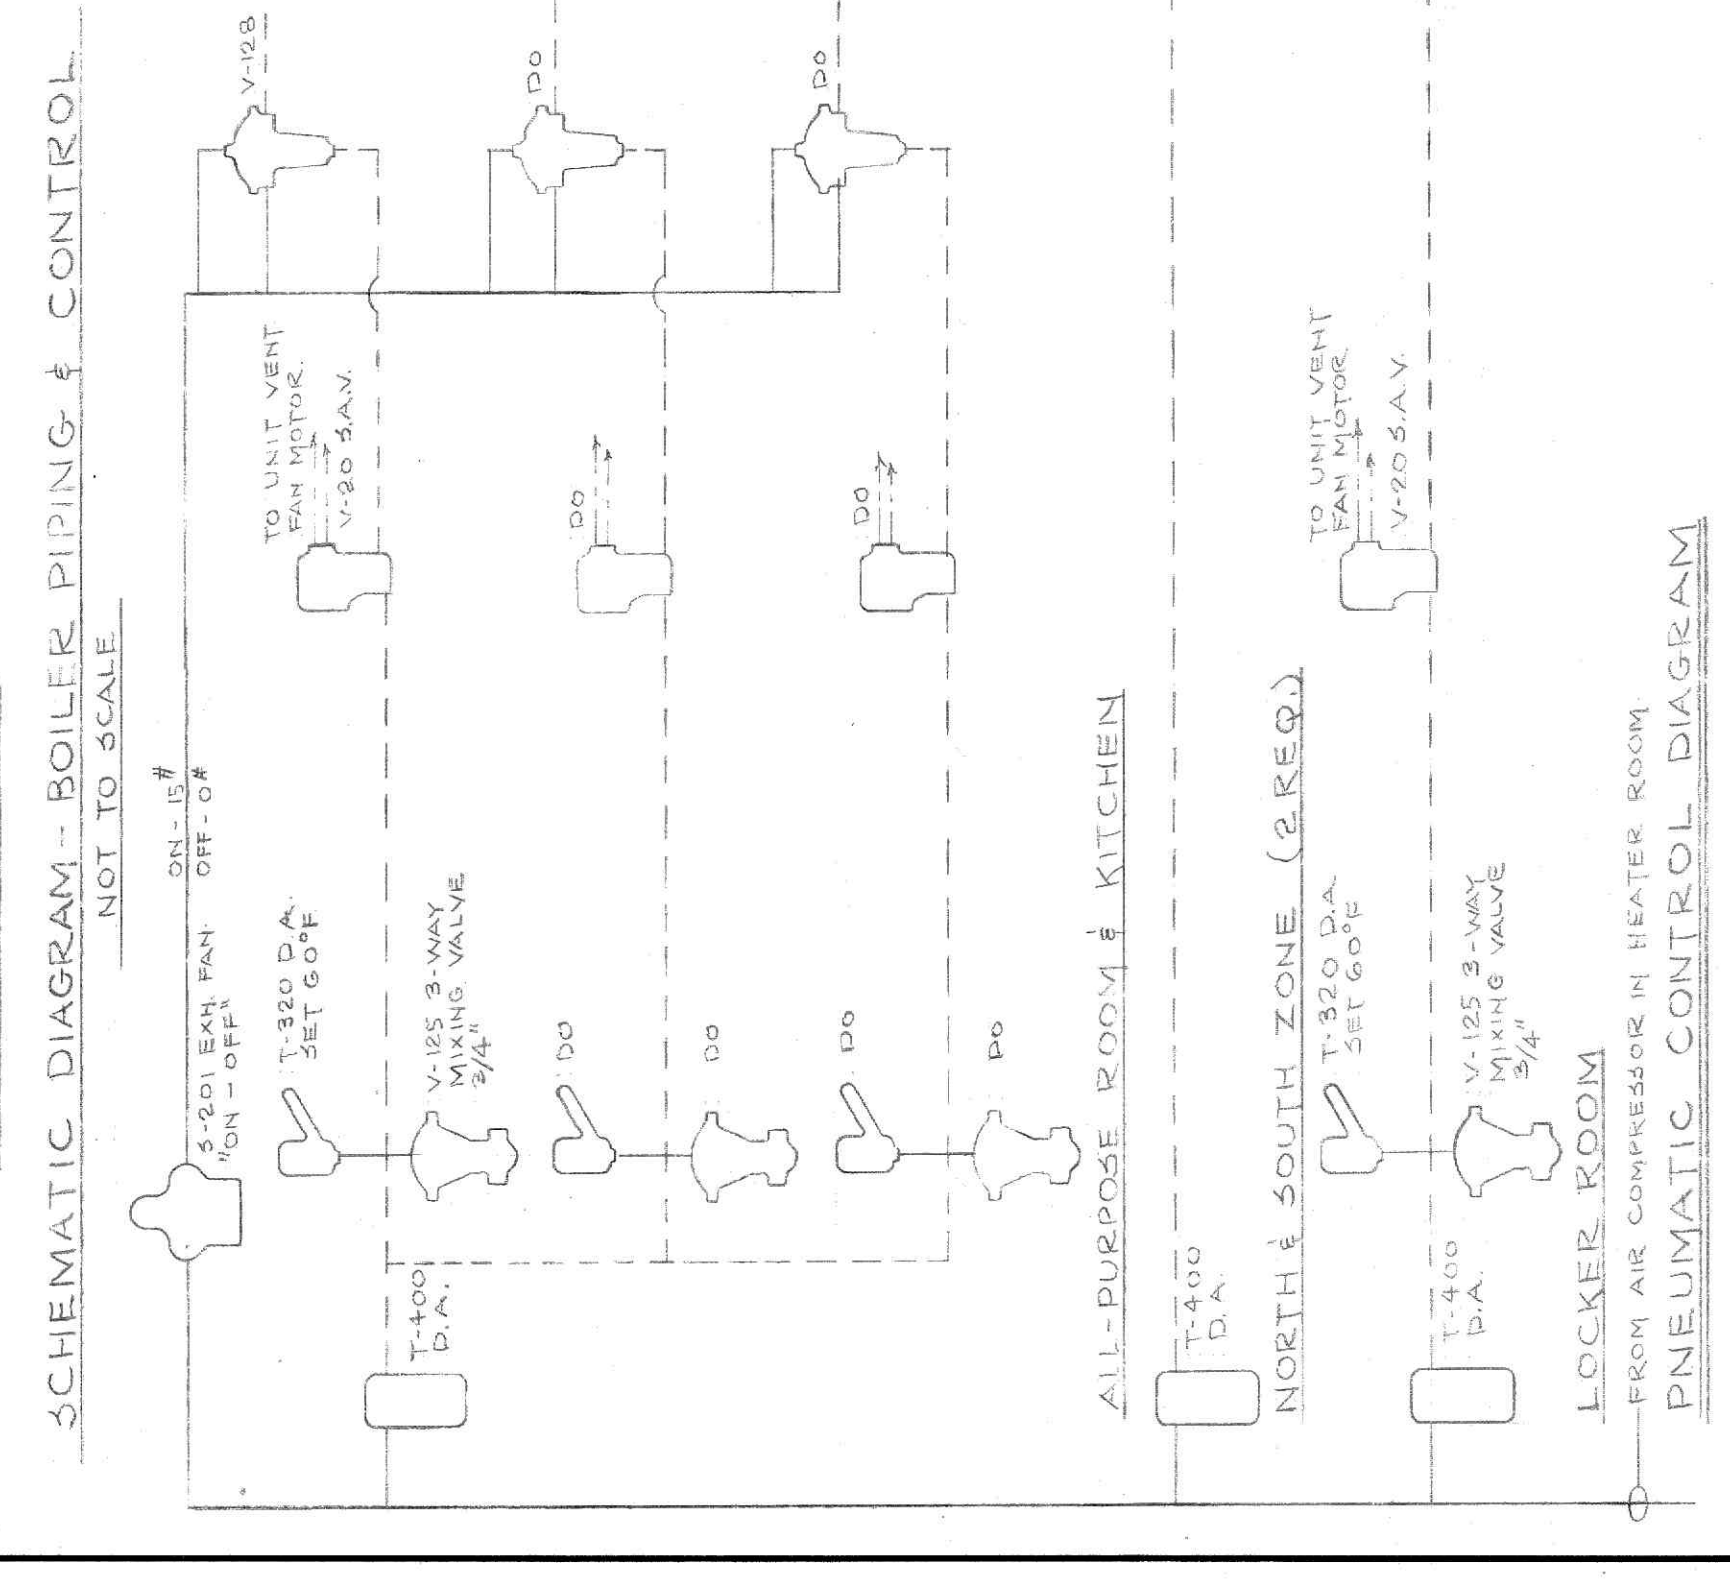 SCHEMATIC DIAGRAM - BOILER PIPING & CONTROL
NOT TO SCALE
ON - 15#
OFF - 0#
S-201 EXH. FAN.
"ON - OFF"
V-128
DO
DO
TO UNIT VENT
FAN MOTOR.
V-20 S.A.V.
DO
DO
T-320 D.A.
SET 60°F
V-125 3-WAY
MIXING VALVE
3/4"
DO
DO
DO
DO
T-400
D.A.
ALL-PURPOSE ROOM & KITCHEN
T-400
D.A.
NORTH & SOUTH ZONE (2 REQ.)
TO UNIT VENT
FAN MOTOR
V-20 S.A.V.
T-320 D.A.
SET 60°F
V-125 3-WAY
MIXING VALVE
3/4"
T-400
D.A.
LOCKER ROOM
FROM AIR COMPRESSOR IN HEATER ROOM
PNEUMATIC CONTROL DIAGRAM